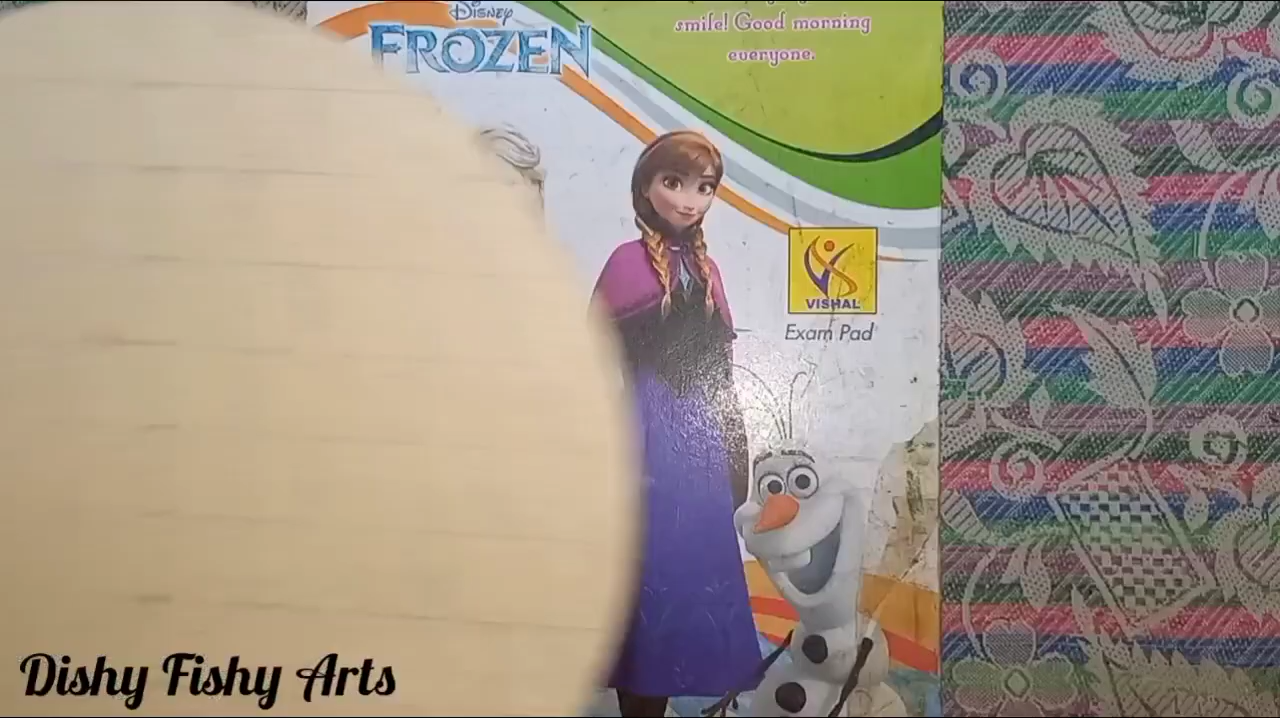 Disney
FROZEN
smile! Good morning
everyone.
VISHAL
Exam Pad
Dishy Fishy Arts